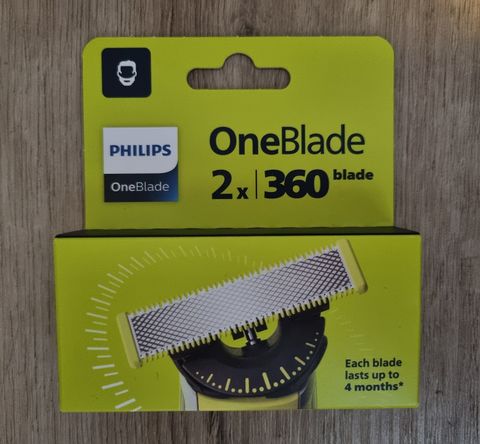 PHILIPS
OneBlade
OneBlade
2x | 360 blade
Each blade
lasts up to
4 months*